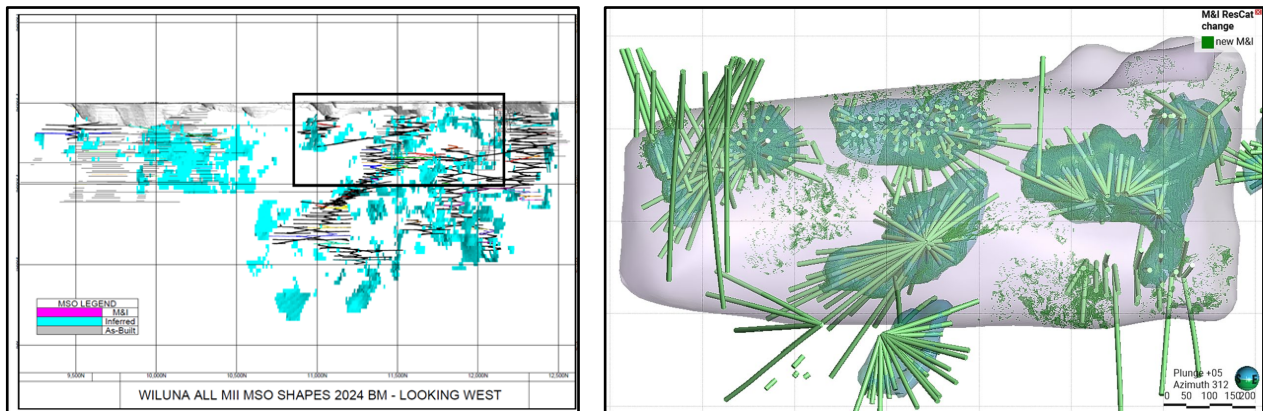 MSO LEGEND
M&I
Inferred
As-Built
9,500N 10,000N 10,500N 11,000N 11,500N 12,000N 12,500N
WILUNA ALL MII MSO SHAPES 2024 BM - LOOKING WEST
M&I ResCat
change
new M&I
Plunge +05
Azimuth 312
0 50 100 150 200